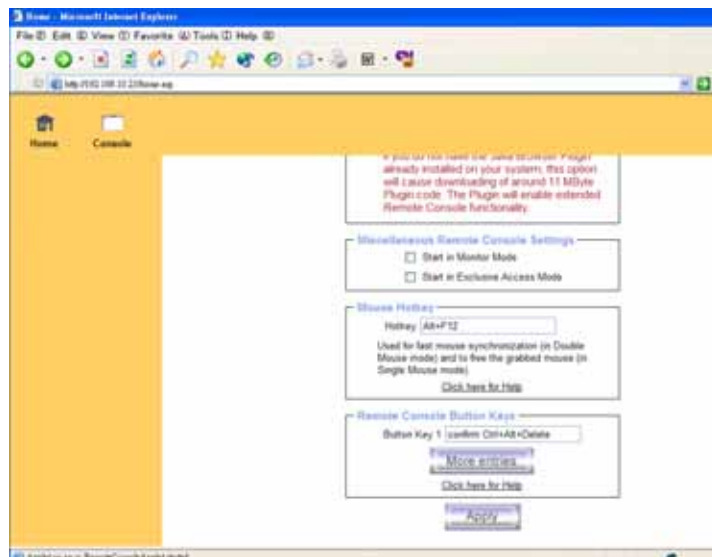 Home - Microsoft Internet Explorer
File Edit View Favorite Tools Help
Home Console
If you do not have the Java Browser Plugin
already installed on your system, this option
will cause downloading of around 11 MByte
Plugin code. The Plugin will enable extended
Remote Console functionality.
Miscellaneous Remote Console Settings
Start in Monitor Mode
Start in Exclusive Access Mode
Mouse Hotkey
Hotkey Alt+F12
Used for fast mouse synchronization (in Double
Mouse mode) and to free the grabbed mouse (in
Single Mouse mode)
Click here for Help
Remote Console Button Keys
Button Key 1 confirm Ctrl+Alt+Delete
More entries
Click here for Help
Apply